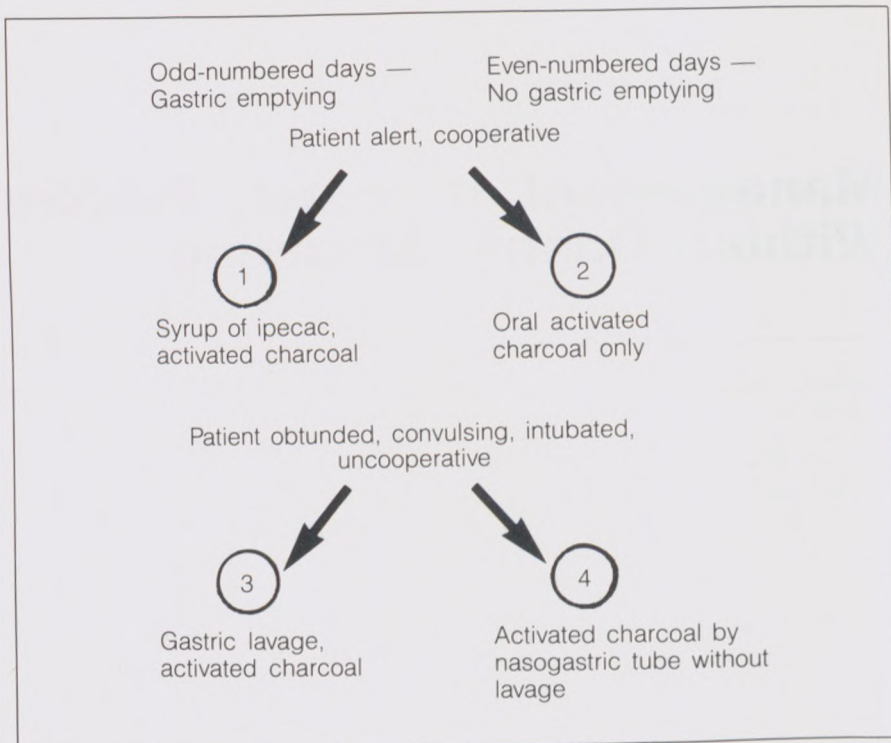 Odd-numbered days —
Gastric emptying
Even-numbered days —
No gastric emptying
Patient alert, cooperative
1
Syrup of ipecac,
activated charcoal
2
Oral activated
charcoal only
Patient obtunded, convulsing, intubated,
uncooperative
3
Gastric lavage,
activated charcoal
4
Activated charcoal by
nasogastric tube without
lavage